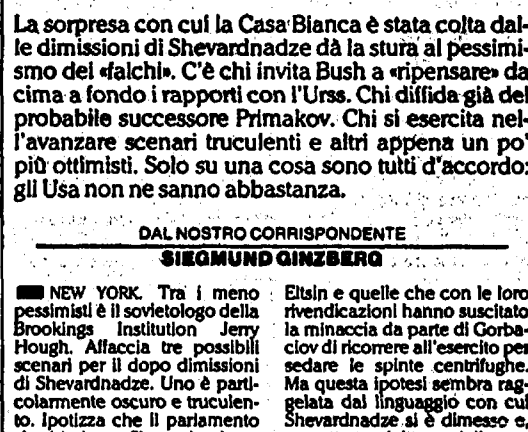 La sorpresa con cui la Casa Bianca è stata colta dal-
le dimissioni di Shevardnadze dà la stura al pessimi-
smo dei «falchi». C'è chi invita Bush a «ripensare» da
cima a fondo i rapporti con l'Urss. Chi diffida già del
probabile successore Primakov. Chi si esercita nel-
l'avanzare scenari truculenti e altri appena un po'
più ottimisti. Solo su una cosa sono tutti d'accordo:
gli Usa non ne sanno abbastanza.
DAL NOSTRO CORRISPONDENTE
SIEGMUND GINZBERG
NEW YORK. Tra i meno
pessimisti è il sovietologo della
Brookings Institution Jerry
Hough. Affaccia tre possibili
scenari per il dopo dimissioni
di Shevardnadze. Uno è parti-
colarmente oscuro e truculen-
to. Ipotizza che il parlamento
Eltsin e quelle che con le loro
rivendicazioni hanno suscitato
la minaccia da parte di Gorba-
ciov di ricorrere all'esercito per
sedare le spinte centrifughe.
Ma questa ipotesi sembra rag-
gelata dal linguaggio con cui
Shevardnadze si è dimesso e,